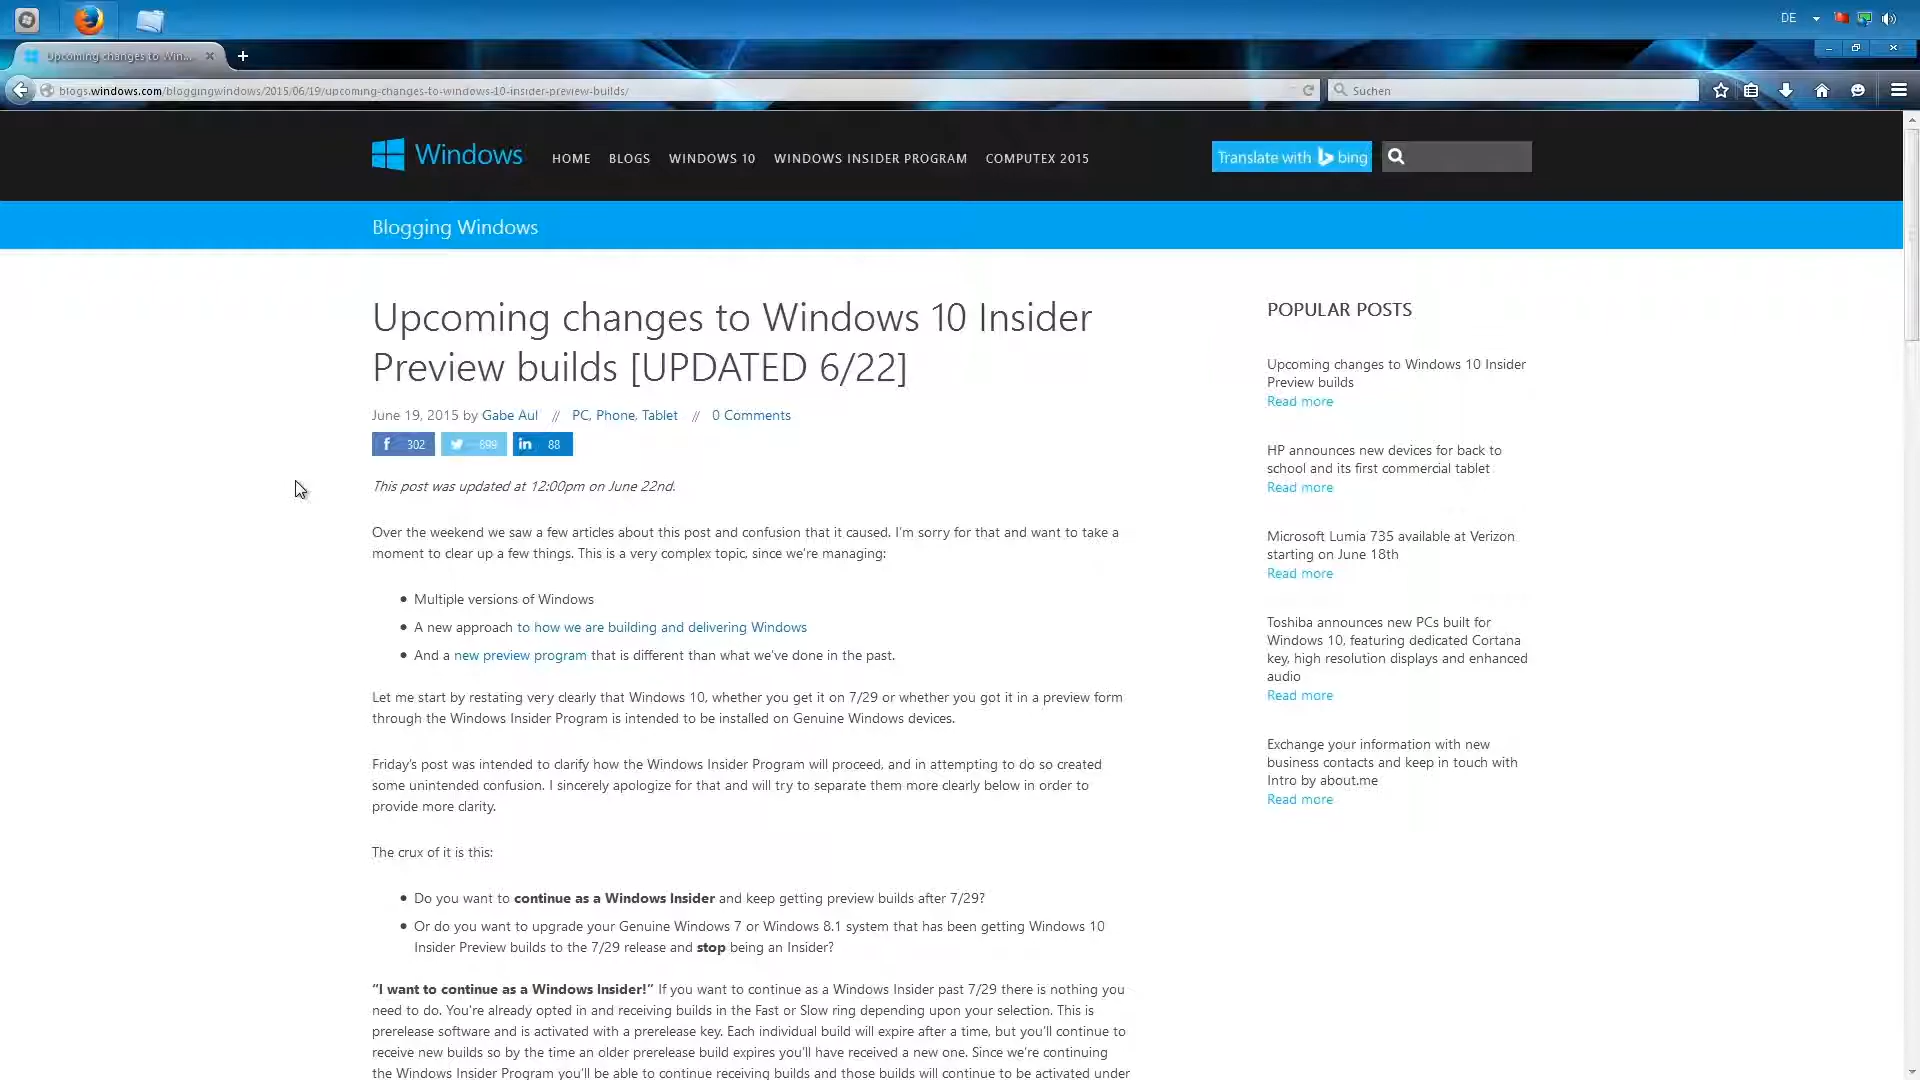 DE
Upcoming changes to Win...
blogs.windows.com/bloggingwindows/2015/06/19/upcoming-changes-to-windows-10-insider-preview-builds/
Suchen
Windows
HOME
BLOGS
WINDOWS 10
WINDOWS INSIDER PROGRAM
COMPUTEX 2015
Translate with bing
Blogging Windows
Upcoming changes to Windows 10 Insider
Preview builds [UPDATED 6/22]
June 19, 2015 by Gabe Aul // PC, Phone, Tablet // 0 Comments
302
899
88
This post was updated at 12:00pm on June 22nd.
Over the weekend we saw a few articles about this post and confusion that it caused. I'm sorry for that and want to take a
moment to clear up a few things. This is a very complex topic, since we're managing:
• Multiple versions of Windows
• A new approach to how we are building and delivering Windows
• And a new preview program that is different than what we've done in the past.
Let me start by restating very clearly that Windows 10, whether you get it on 7/29 or whether you got it in a preview form
through the Windows Insider Program is intended to be installed on Genuine Windows devices.
Friday's post was intended to clarify how the Windows Insider Program will proceed, and in attempting to do so created
some unintended confusion. I sincerely apologize for that and will try to separate them more clearly below in order to
provide more clarity.
The crux of it is this:
• Do you want to continue as a Windows Insider and keep getting preview builds after 7/29?
• Or do you want to upgrade your Genuine Windows 7 or Windows 8.1 system that has been getting Windows 10
Insider Preview builds to the 7/29 release and stop being an Insider?
"I want to continue as a Windows Insider!" If you want to continue as a Windows Insider past 7/29 there is nothing you
need to do. You're already opted in and receiving builds in the Fast or Slow ring depending upon your selection. This is
prerelease software and is activated with a prerelease key. Each individual build will expire after a time, but you'll continue to
receive new builds so by the time an older prerelease build expires you'll have received a new one. Since we're continuing
the Windows Insider Program you'll be able to continue receiving builds and those builds will continue to be activated under
POPULAR POSTS
Upcoming changes to Windows 10 Insider
Preview builds
Read more
HP announces new devices for back to
school and its first commercial tablet
Read more
Microsoft Lumia 735 available at Verizon
starting on June 18th
Read more
Toshiba announces new PCs built for
Windows 10, featuring dedicated Cortana
key, high resolution displays and enhanced
audio
Read more
Exchange your information with new
business contacts and keep in touch with
Intro by about.me
Read more